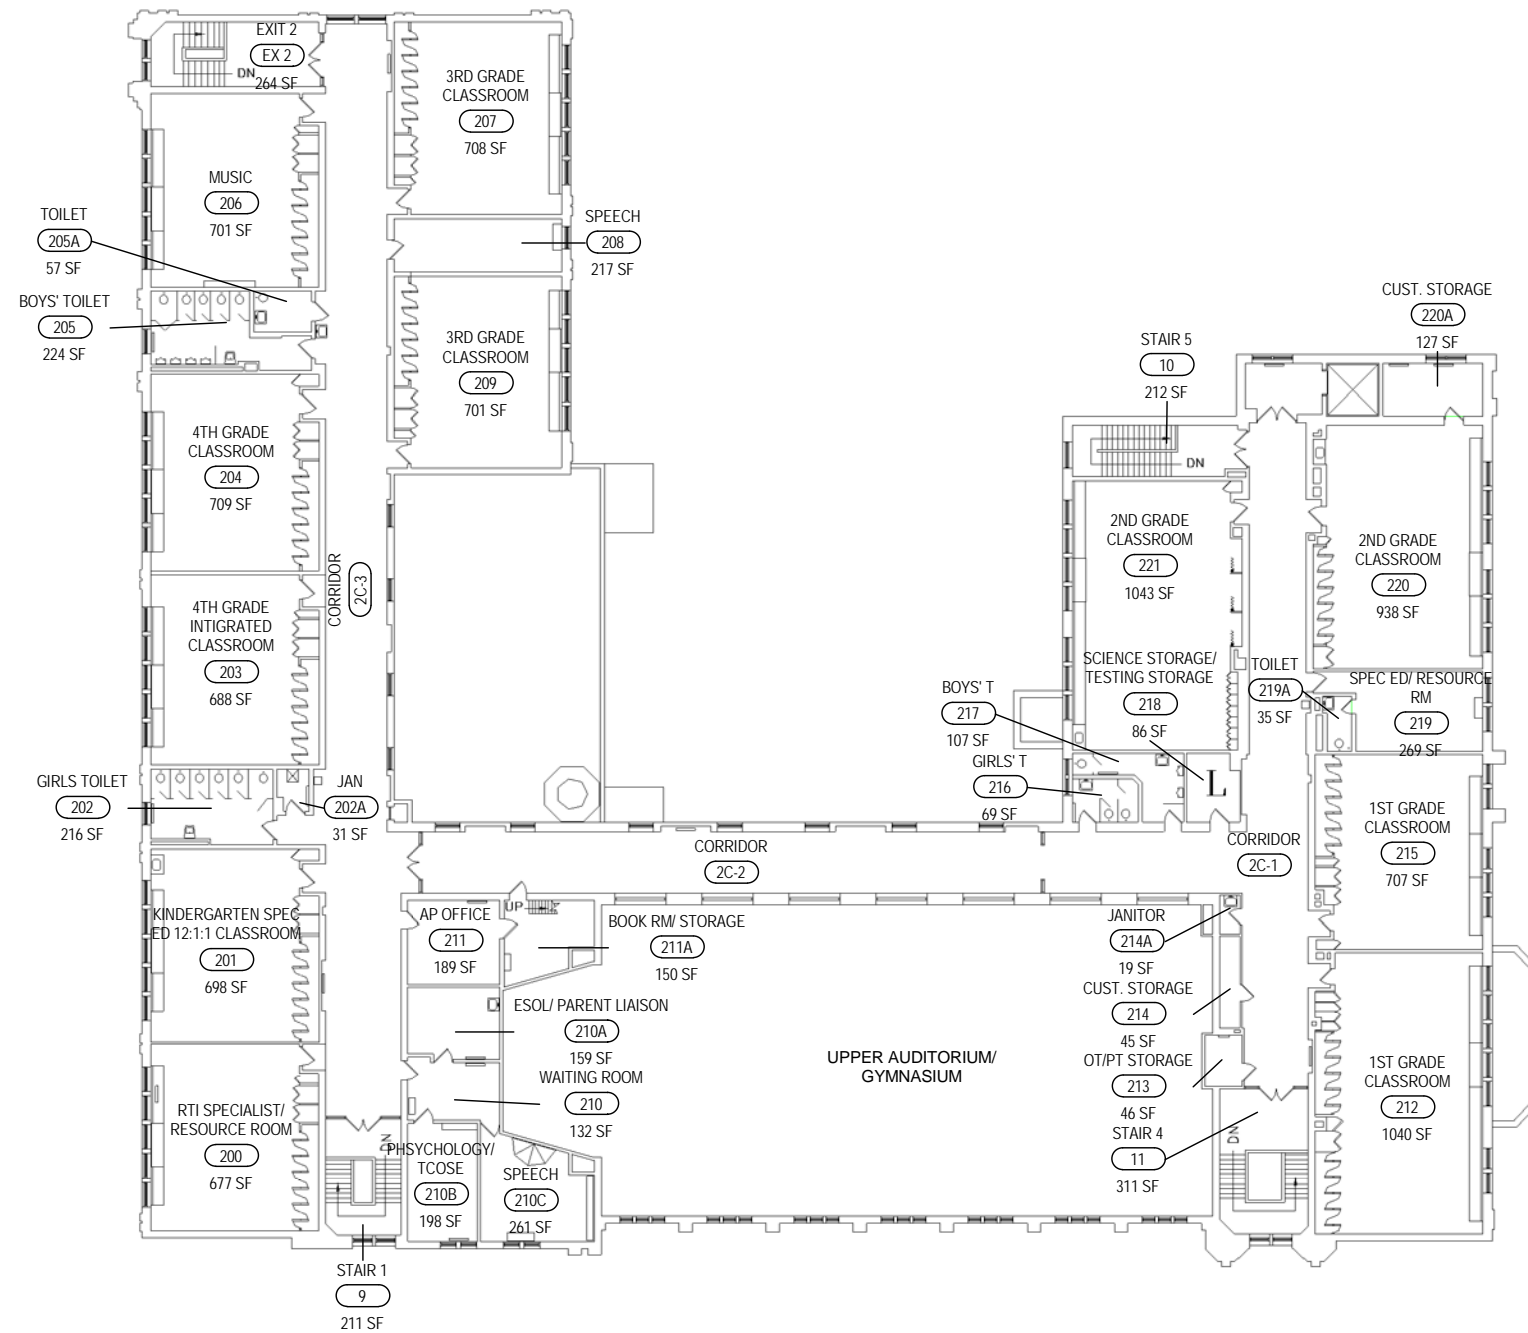 EXIT 2
EX 2
264 SF
DN
3RD GRADE
CLASSROOM
207
708 SF
MUSIC
206
701 SF
TOILET
205A
57 SF
SPEECH
208
217 SF
BOYS' TOILET
205
224 SF
3RD GRADE
CLASSROOM
209
701 SF
CUST. STORAGE
220A
127 SF
STAIR 5
10
212 SF
DN
4TH GRADE
CLASSROOM
204
709 SF
2ND GRADE
CLASSROOM
221
1043 SF
2ND GRADE
CLASSROOM
220
938 SF
CORRIDOR
2C-3
4TH GRADE
INTIGRATED
CLASSROOM
203
688 SF
SCIENCE STORAGE/
TESTING STORAGE
218
86 SF
L
TOILET
219A
35 SF
SPEC ED/ RESOURCE
RM
219
269 SF
BOYS' T
217
107 SF
GIRLS' T
216
69 SF
GIRLS TOILET
202
216 SF
JAN
202A
31 SF
1ST GRADE
CLASSROOM
215
707 SF
CORRIDOR
2C-2
CORRIDOR
2C-1
KINDERGARTEN SPEC
ED 12:1:1 CLASSROOM
201
698 SF
AP OFFICE
211
189 SF
UP
BOOK RM/ STORAGE
211A
150 SF
JANITOR
214A
19 SF
CUST. STORAGE
214
45 SF
ESOL/ PARENT LIAISON
210A
159 SF
WAITING ROOM
210
132 SF
UPPER AUDITORIUM/
GYMNASIUM
OT/PT STORAGE
213
46 SF
1ST GRADE
CLASSROOM
212
1040 SF
RTI SPECIALIST/
RESOURCE ROOM
200
677 SF
DN
PHSYCHOLOGY/
TCOSE
210B
198 SF
SPEECH
210C
261 SF
STAIR 4
11
311 SF
DN
STAIR 1
9
211 SF